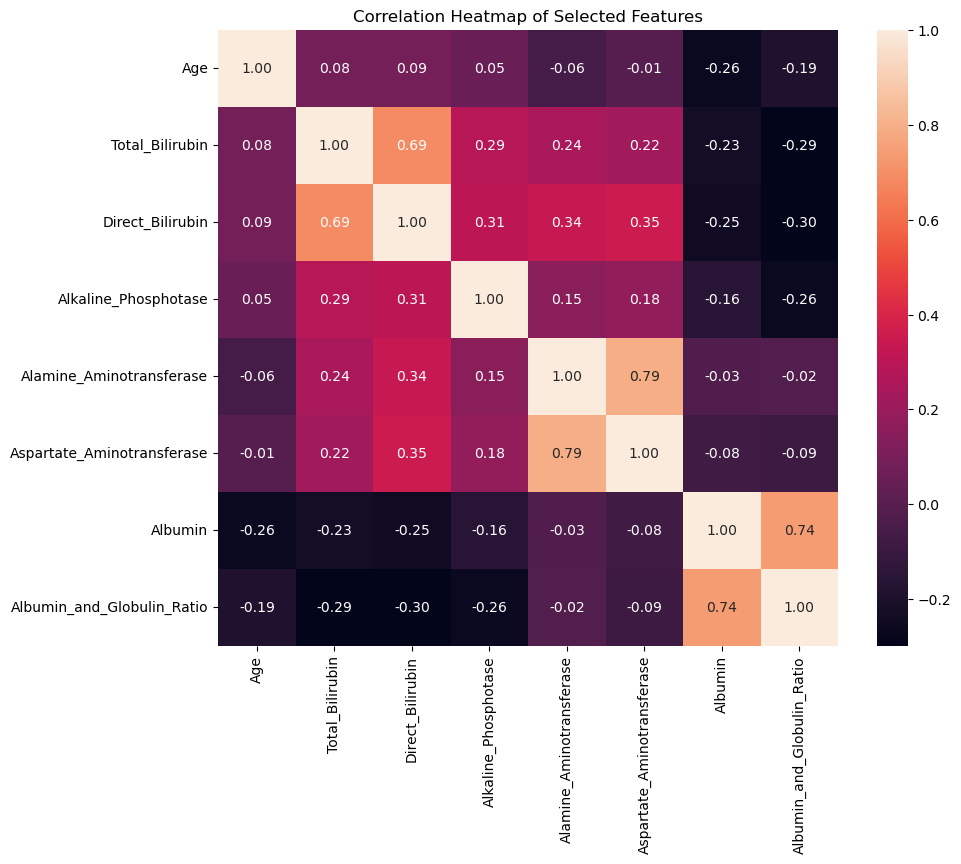 Correlation Heatmap of Selected Features
Age 1.00 0.08 0.09 0.05 -0.06 -0.01 -0.26 -0.19
Total_Bilirubin 0.08 1.00 0.69 0.29 0.24 0.22 -0.23 -0.29
Direct_Bilirubin 0.09 0.69 1.00 0.31 0.34 0.35 -0.25 -0.30
Alkaline_Phosphotase 0.05 0.29 0.31 1.00 0.15 0.18 -0.16 -0.26
Alamine_Aminotransferase -0.06 0.24 0.34 0.15 1.00 0.79 -0.03 -0.02
Aspartate_Aminotransferase -0.01 0.22 0.35 0.18 0.79 1.00 -0.08 -0.09
Albumin -0.26 -0.23 -0.25 -0.16 -0.03 -0.08 1.00 0.74
Albumin_and_Globulin_Ratio -0.19 -0.29 -0.30 -0.26 -0.02 -0.09 0.74 1.00
Age
Total_Bilirubin
Direct_Bilirubin
Alkaline_Phosphotase
Alamine_Aminotransferase
Aspartate_Aminotransferase
Albumin
Albumin_and_Globulin_Ratio
1.0
0.8
0.6
0.4
0.2
0.0
−0.2